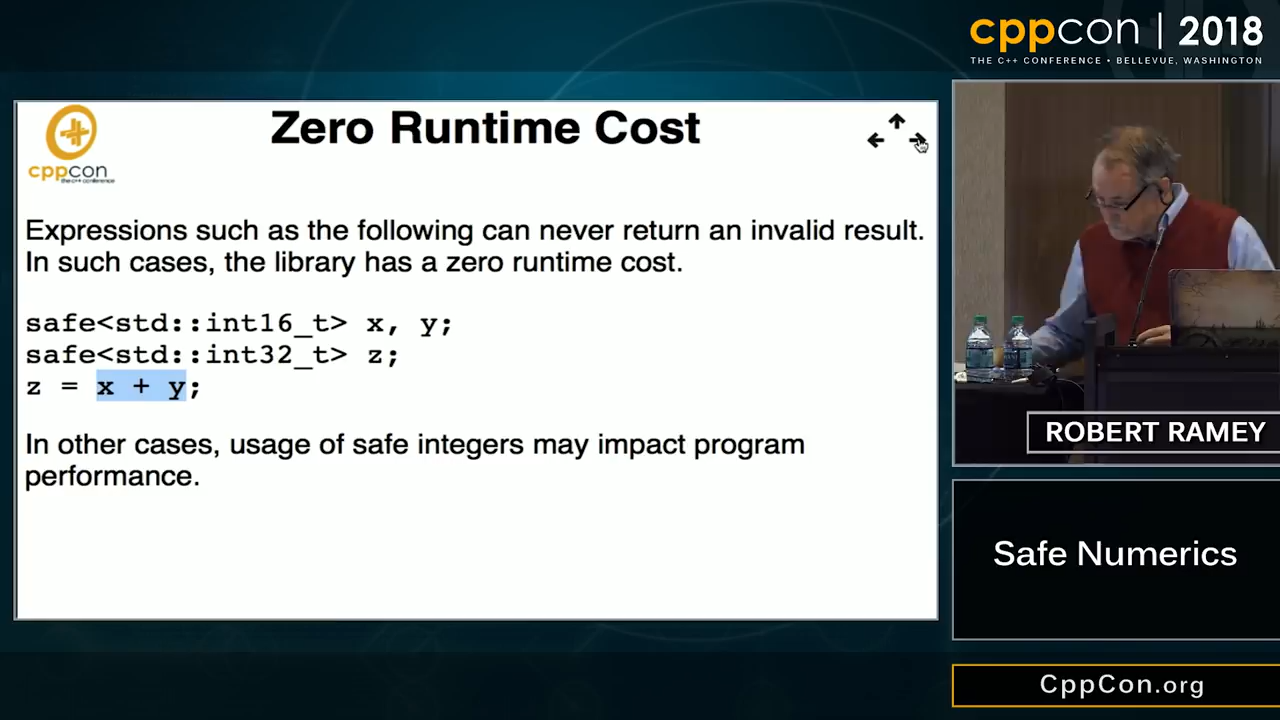 cppcon | 2018
THE C++ CONFERENCE • BELLEVUE, WASHINGTON
cppcon
the c++ conference
Zero Runtime Cost
Expressions such as the following can never return an invalid result.
In such cases, the library has a zero runtime cost.
safe<std::int16_t> x, y;
safe<std::int32_t> z;
z = x + y;
In other cases, usage of safe integers may impact program
performance.
ROBERT RAMEY
Safe Numerics
CppCon.org